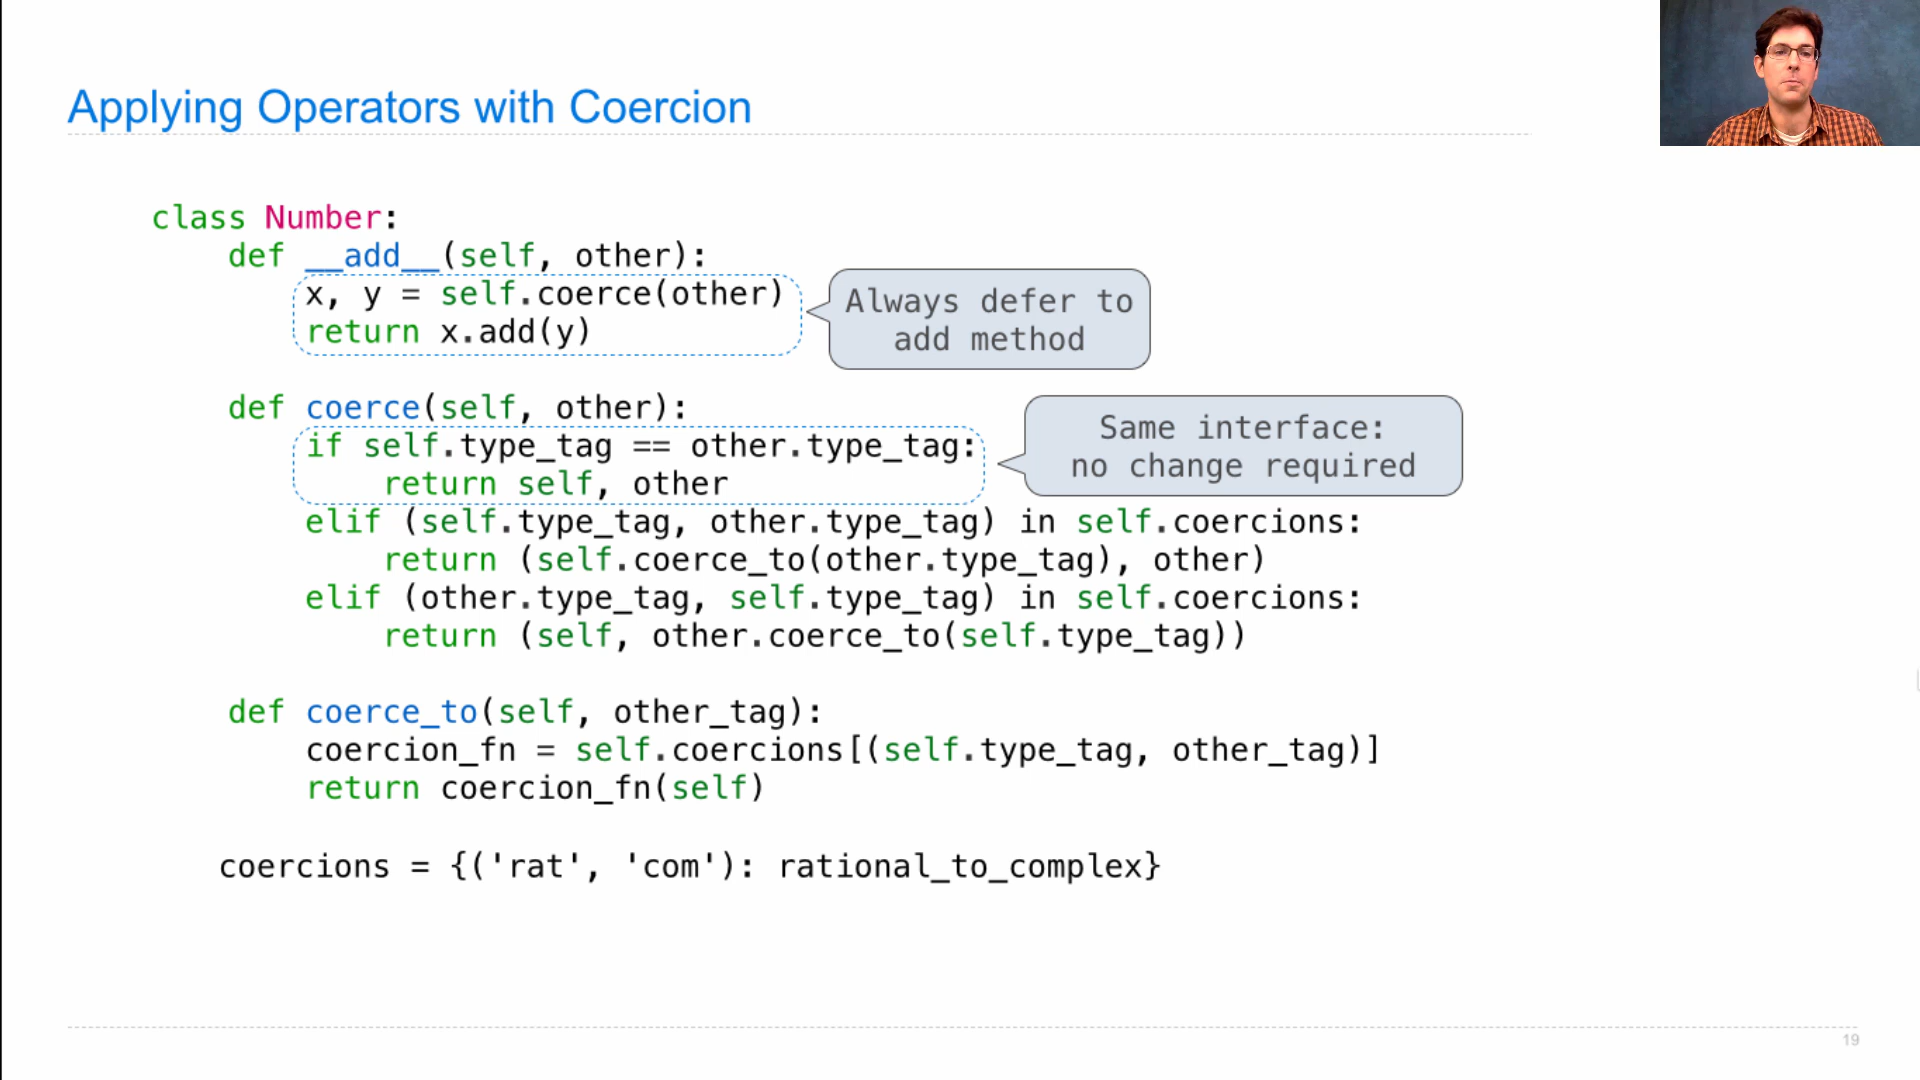 Applying Operators with Coercion
class Number:
def __add__(self, other):
x, y = self.coerce(other)
return x.add(y)
Always defer to
add method
def coerce(self, other):
if self.type_tag == other.type_tag:
return self, other
Same interface:
no change required
elif (self.type_tag, other.type_tag) in self.coercions:
return (self.coerce_to(other.type_tag), other)
elif (other.type_tag, self.type_tag) in self.coercions:
return (self, other.coerce_to(self.type_tag))
def coerce_to(self, other_tag):
coercion_fn = self.coercions[(self.type_tag, other_tag)]
return coercion_fn(self)
coercions = {('rat', 'com'): rational_to_complex}
19